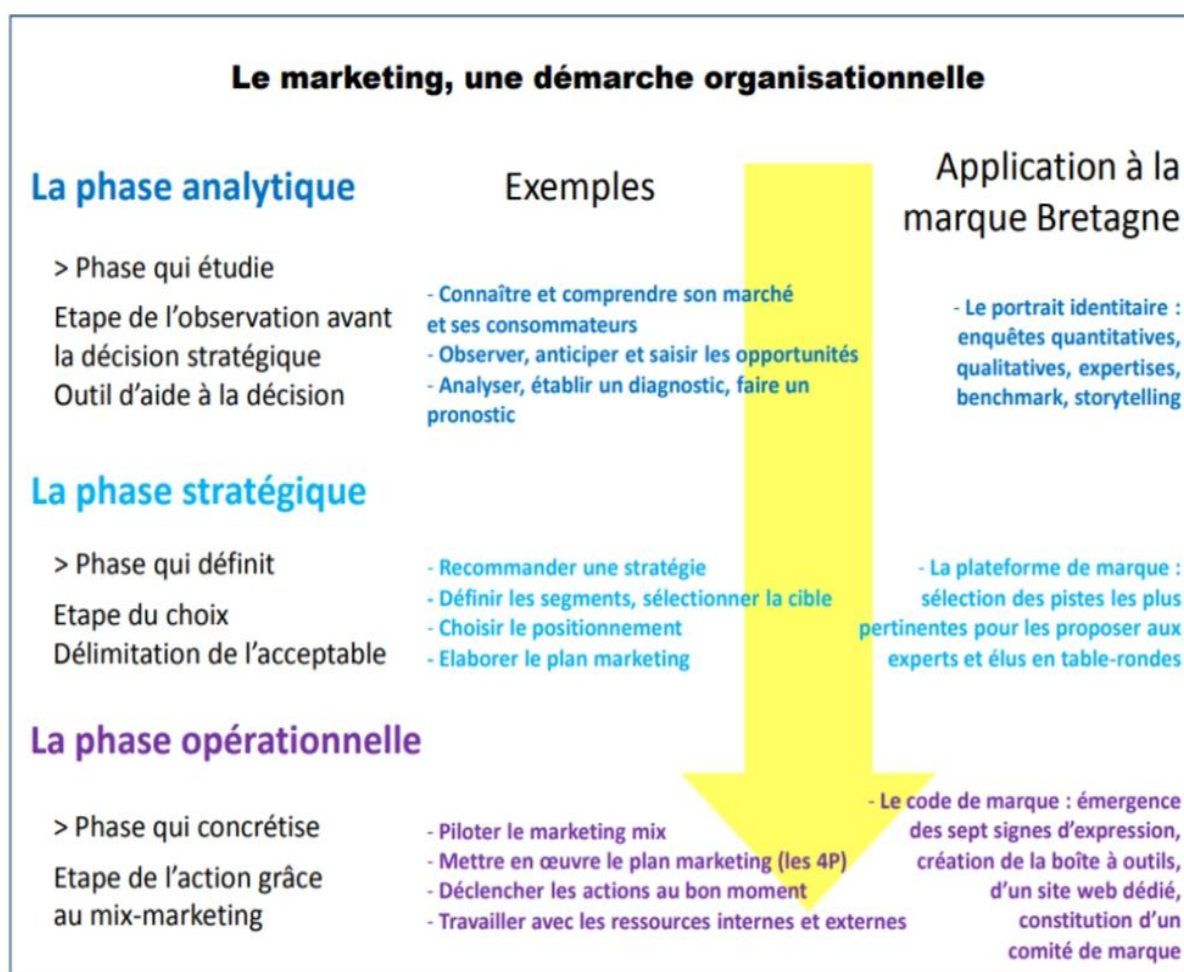 Le marketing, une démarche organisationnelle
La phase analytique
Exemples
Application à la
marque Bretagne
> Phase qui étudie
Etape de l'observation avant
la décision stratégique
Outil d'aide à la décision
- Connaître et comprendre son marché
et ses consommateurs
- Observer, anticiper et saisir les opportunités
- Analyser, établir un diagnostic, faire un
pronostic
- Le portrait identitaire :
enquêtes quantitatives,
qualitatives, expertises,
benchmark, storytelling
La phase stratégique
> Phase qui définit
Etape du choix
Délimitation de l'acceptable
- Recommander une stratégie
- Définir les segments, sélectionner la cible
- Choisir le positionnement
- Elaborer le plan marketing
- La plateforme de marque :
sélection des pistes les plus
pertinentes pour les proposer aux
experts et élus en table-rondes
La phase opérationnelle
> Phase qui concrétise
Etape de l'action grâce
au mix-marketing
- Piloter le marketing mix
- Mettre en œuvre le plan marketing (les 4P)
- Déclencher les actions au bon moment
- Travailler avec les ressources internes et externes
- Le code de marque : émergence
des sept signes d'expression,
création de la boîte à outils,
d'un site web dédié,
constitution d'un
comité de marque